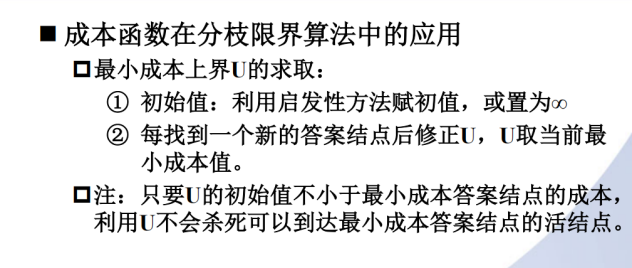 ■ 成本函数在分枝限界算法中的应用
□最小成本上界U的求取：
① 初始值：利用启发性方法赋初值，或置为∞
② 每找到一个新的答案结点后修正U，U取当前最
小成本值。
□注：只要U的初始值不小于最小成本答案结点的成本，
利用U不会杀死可以到达最小成本答案结点的活结点。